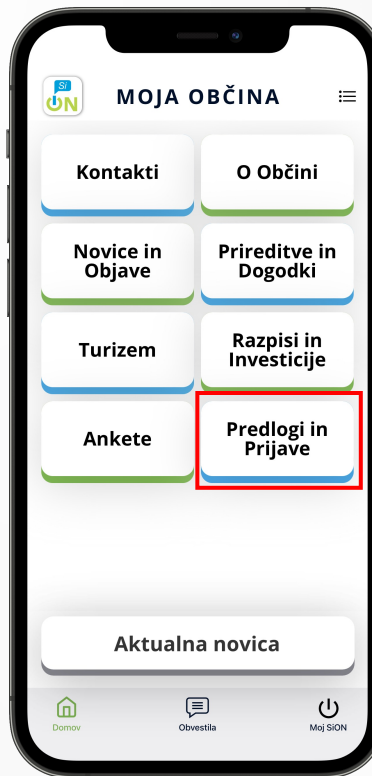 Si
ON
MOJA OBČINA
Kontakti
O Občini
Novice in
Objave
Prireditve in
Dogodki
Turizem
Razpisi in
Investicije
Ankete
Predlogi in
Prijave
Aktualna novica
Domov
Obvestila
Moj SiON